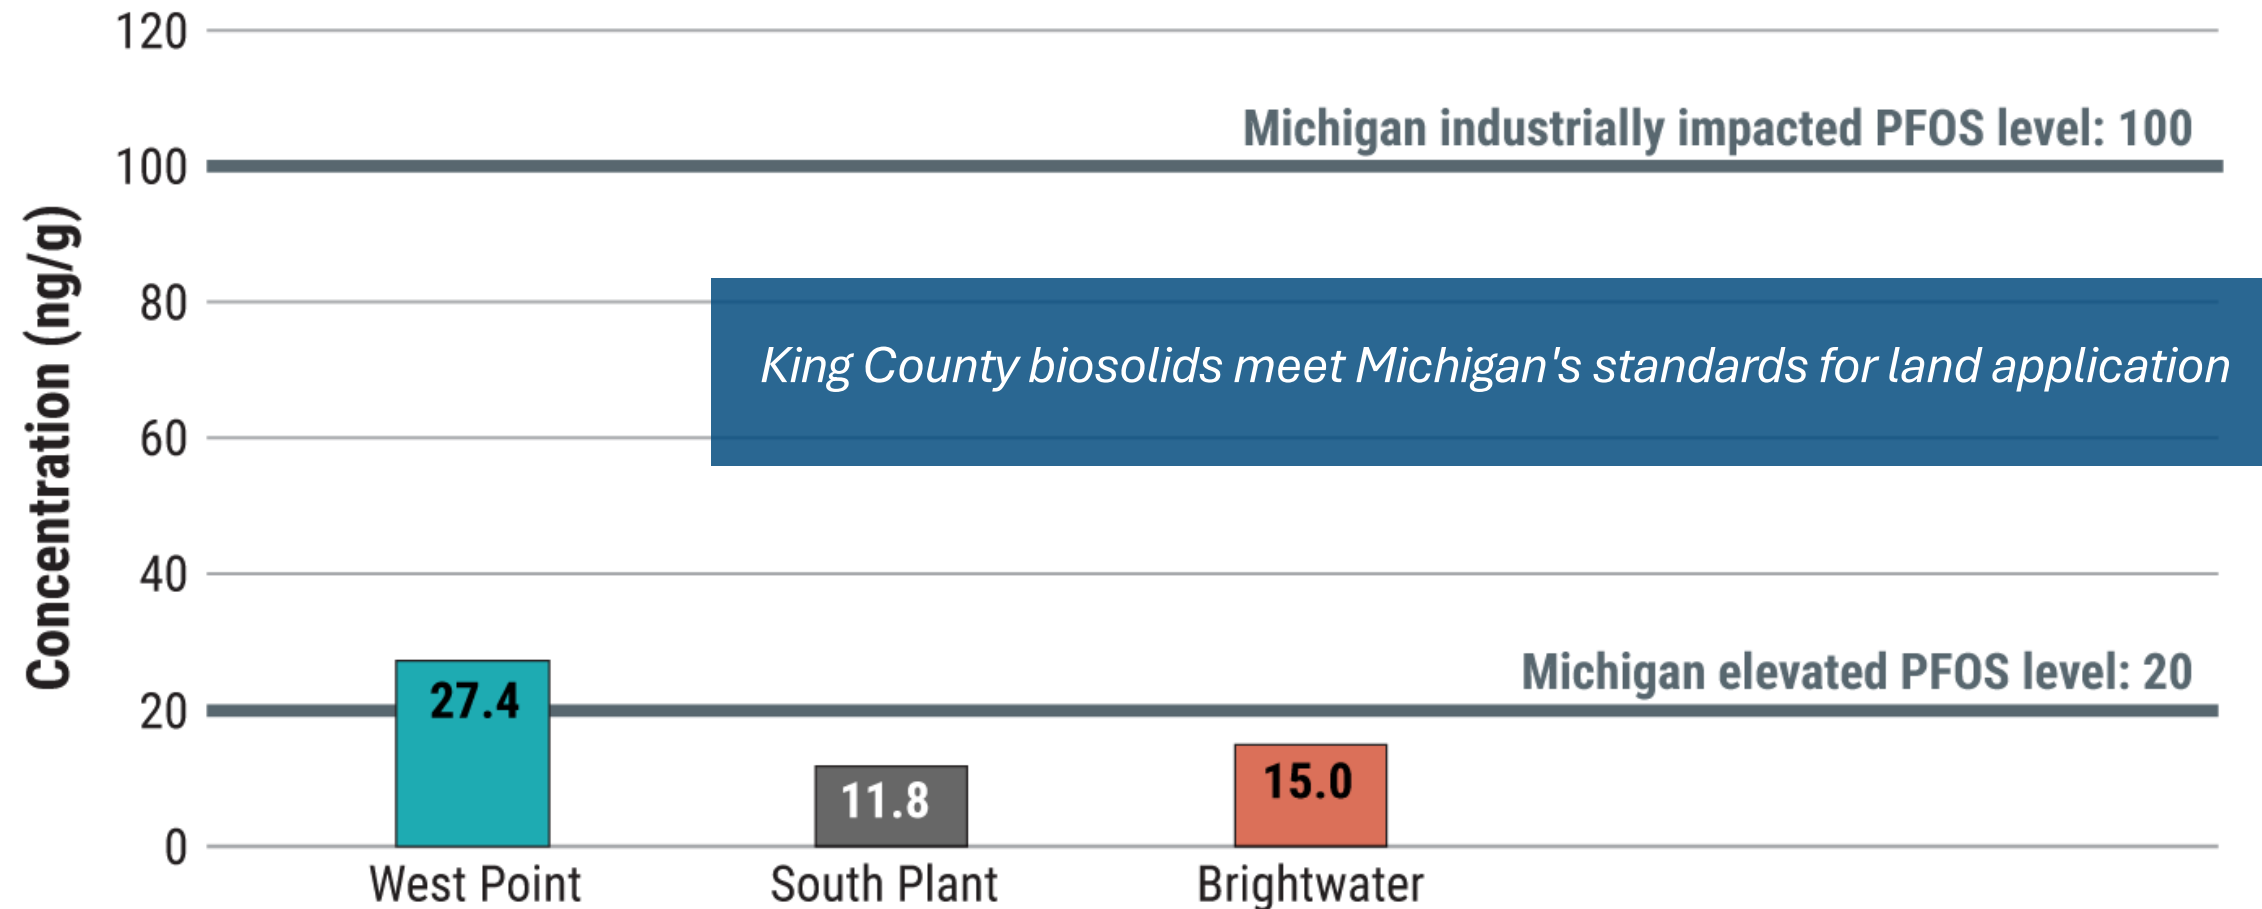 120
Michigan industrially impacted PFOS level: 100
100
80
King County biosolids meet Michigan's standards for land application
60
Concentration (ng/g)
40
Michigan elevated PFOS level: 20
27.4
20
15.0
11.8
0
West Point South Plant Brightwater